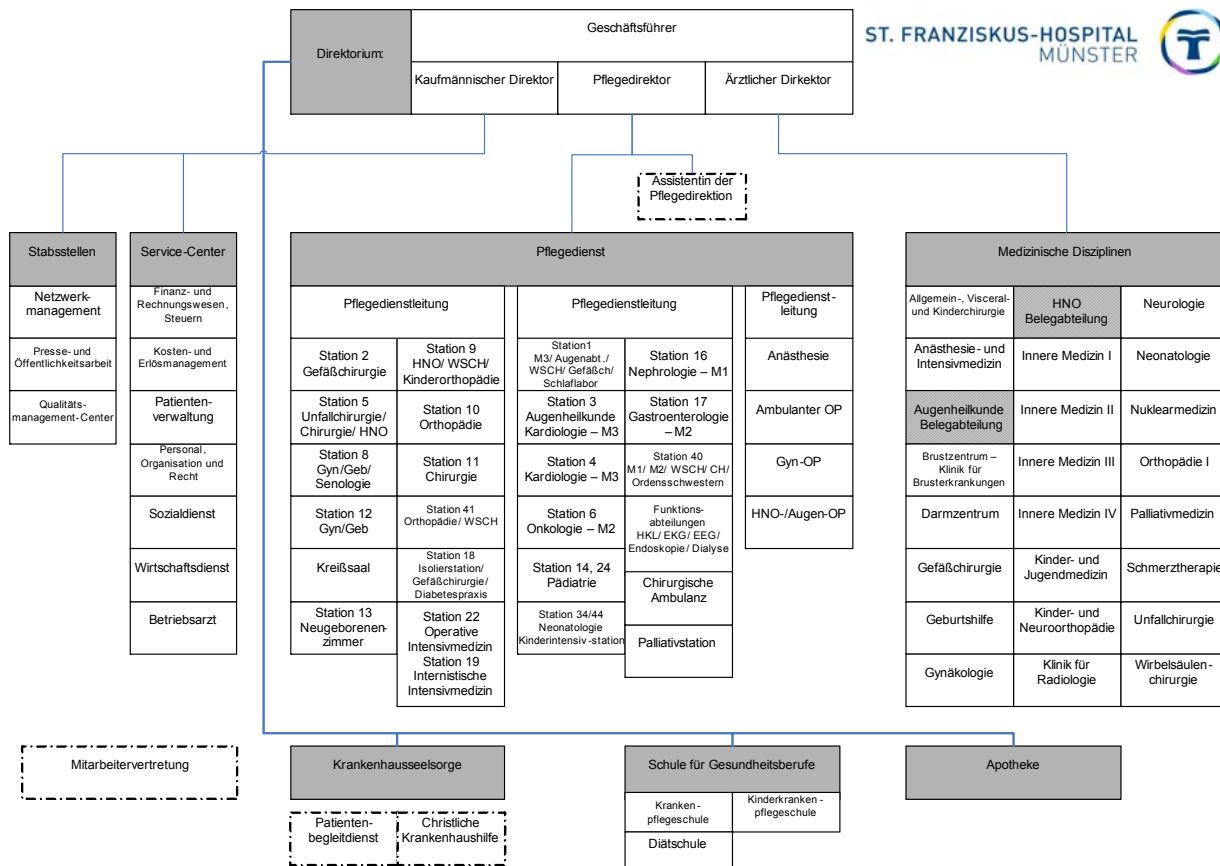 ST. FRANZISKUS-HOSPITAL
MÜNSTER
Direktorium:
Geschäftsführer
Kaufmännischer Direktor
Pflegedirektor
Ärztlicher Dirkektor
Assistentin der
Pflegedirektion
Stabsstellen
Netzwerk-
management
Presse- und
Öffentlichkeitsarbeit
Qualitäts-
management-Center
Service-Center
Finanz- und
Rechnungswesen,
Steuern
Kosten- und
Erlösmanagement
Patienten-
verwaltung
Personal,
Organisation und
Recht
Sozialdienst
Wirtschaftsdienst
Betriebsarzt
Pflegedienst
Pflegedienstleitung
Station 2
Gefäßchirurgie
Station 5
Unfallchirurgie/
Chirurgie/ HNO
Station 8
Gyn/Geb/
Senologie
Station 12
Gyn/Geb
Kreißsaal
Station 13
Neugeborenen-
zimmer
Station 9
HNO/ WSCH/
Kinderorthopädie
Station 10
Orthopädie
Station 11
Chirurgie
Station 41
Orthopädie/ WSCH
Station 18
Isolierstation/
Gefäßchirurgie/
Diabetespraxis
Station 22
Operative
Intensivmedizin
Station 19
Internistische
Intensivmedizin
Pflegedienstleitung
Station1
M3/ Augenabt./
WSCH/ Gefäßch/
Schlaflabor
Station 3
Augenheilkunde
Kardiologie – M3
Station 4
Kardiologie – M3
Station 6
Onkologie – M2
Station 14, 24
Pädiatrie
Station 34/44
Neonatologie
Kinderintensiv-station
Station 16
Nephrologie – M1
Station 17
Gastroenterologie
– M2
Station 40
M1/ M2/ WSCH/ CH/
Ordensschwestern
Funktions-
abteilungen
HKL/ EKG/ EEG/
Endoskopie/ Dialyse
Chirurgische
Ambulanz
Palliativstation
Pflegedienst-
leitung
Anästhesie
Ambulanter OP
Gyn-OP
HNO-/Augen-OP
Medizinische Disziplinen
Allgemein-, Visceral-
und Kinderchirurgie
Anästhesie- und
Intensivmedizin
Augenheilkunde
Belegabteilung
Brustzentrum –
Klinik für
Brusterkrankungen
Darmzentrum
Gefäßchirurgie
Geburtshilfe
Gynäkologie
HNO
Belegabteilung
Innere Medizin I
Innere Medizin II
Innere Medizin III
Innere Medizin IV
Kinder- und
Jugendmedizin
Kinder- und
Neuroorthopädie
Klinik für
Radiologie
Neurologie
Neonatologie
Nuklearmedizin
Orthopädie I
Palliativmedizin
Schmerztherapie
Unfallchirurgie
Wirbelsäulen-
chirurgie
Mitarbeitervertretung
Krankenhausseelsorge
Patienten-
begleitdienst
Christliche
Krankenhaushilfe
Schule für Gesundheitsberufe
Kranken-
pflegeschule
Kinderkranken-
pflegeschule
Diätschule
Apotheke